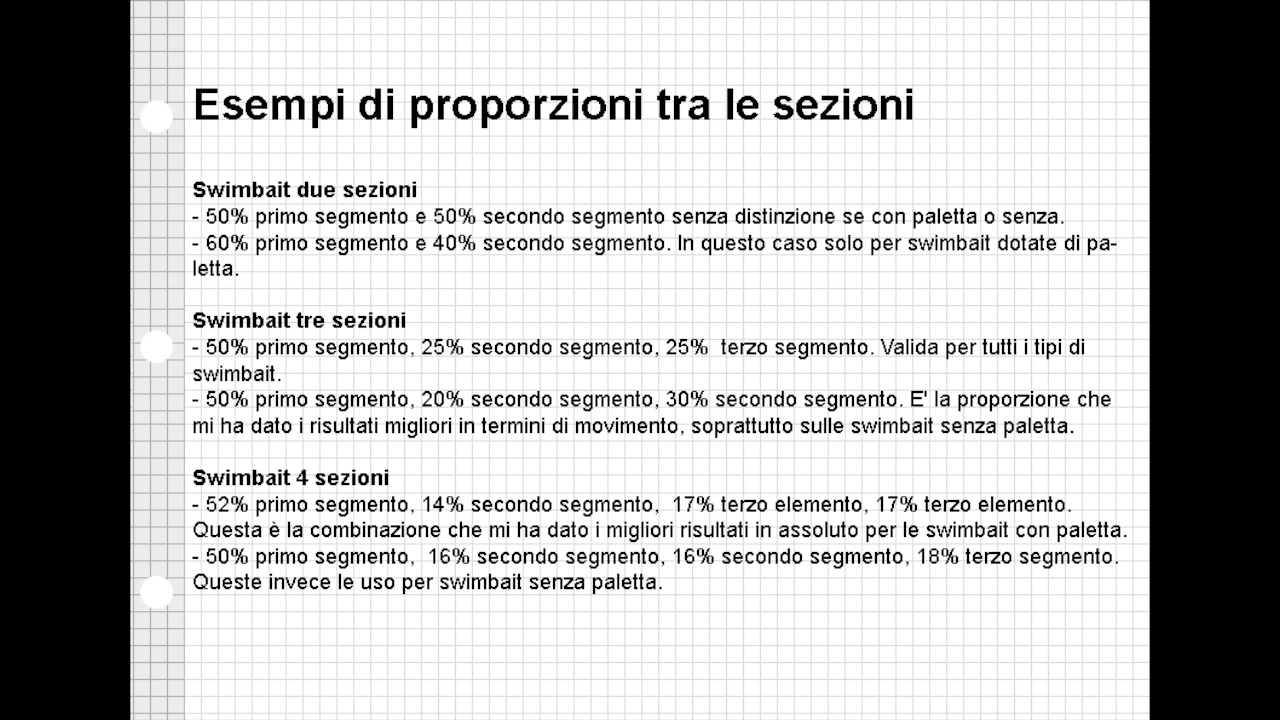 Esempi di proporzioni tra le sezioni
Swimbait due sezioni
- 50% primo segmento e 50% secondo segmento senza distinzione se con paletta o senza.
- 60% primo segmento e 40% secondo segmento. In questo caso solo per swimbait dotate di pa-
letta.
Swimbait tre sezioni
- 50% primo segmento, 25% secondo segmento, 25%  terzo segmento. Valida per tutti i tipi di
swimbait.
- 50% primo segmento, 20% secondo segmento, 30% secondo segmento. E' la proporzione che
mi ha dato i risultati migliori in termini di movimento, soprattutto sulle swimbait senza paletta.
Swimbait 4 sezioni
- 52% primo segmento, 14% secondo segmento,  17% terzo elemento, 17% terzo elemento.
Questa è la combinazione che mi ha dato i migliori risultati in assoluto per le swimbait con paletta.
- 50% primo segmento,  16% secondo segmento, 16% secondo segmento, 18% terzo segmento.
Queste invece le uso per swimbait senza paletta.